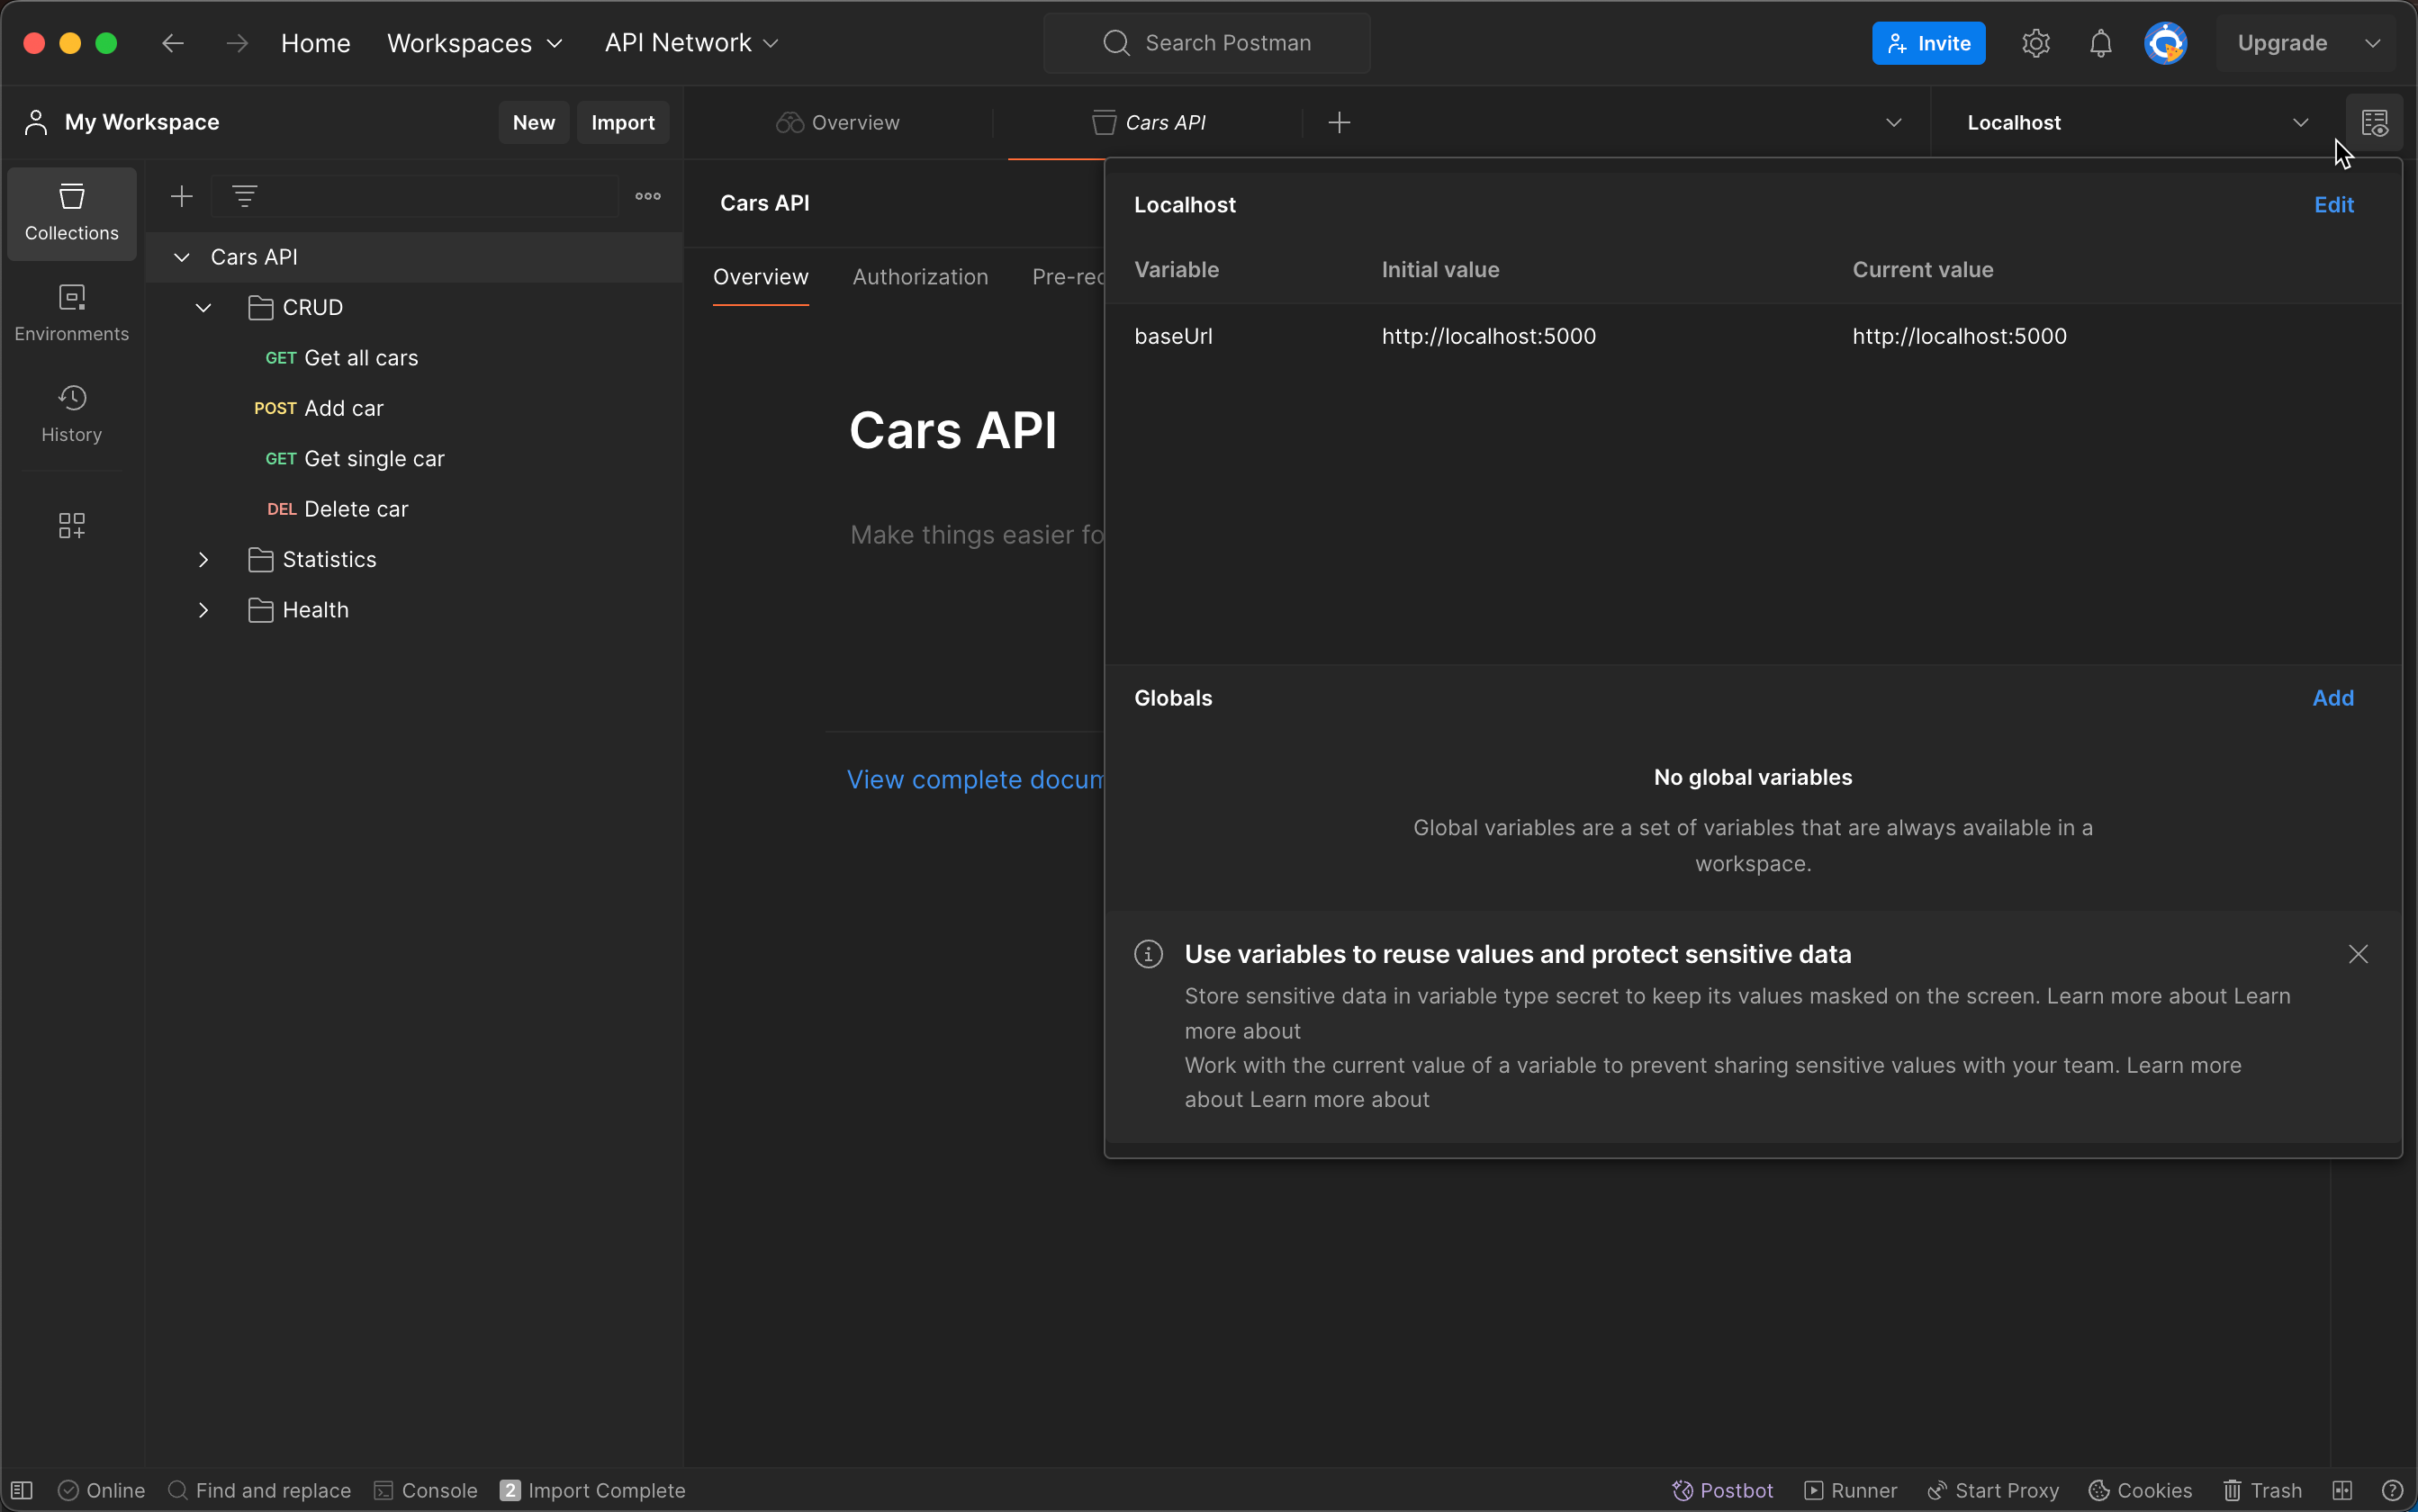 Home
Workspaces
API Network
Search Postman
Invite
Upgrade
My Workspace
New
Import
Overview
Cars API
Localhost
Collections
Environments
History
Cars API
CRUD
GET Get all cars
POST Add car
GET Get single car
DEL Delete car
Statistics
Health
Cars API
Overview
Authorization
Cars API
Make things easier
View complete
Localhost
Edit
Variable
Initial value
Current value
baseUrl
http://localhost:5000
http://localhost:5000
Globals
Add
No global variables
Global variables are a set of variables that are always available in a
workspace.
Use variables to reuse values and protect sensitive data
Store sensitive data in variable type secret to keep its values masked on the screen. Learn more about Learn
more about
Work with the current value of a variable to prevent sharing sensitive values with your team. Learn more
about Learn more about
Online
Find and replace
Console
2 Import Complete
Postbot
Runner
Start Proxy
Cookies
Trash